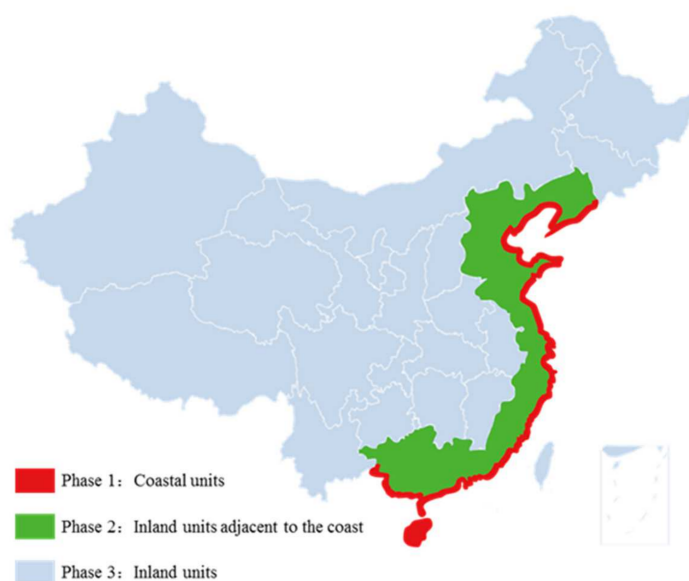 Phase 1：Coastal units
Phase 2：Inland units adjacent to the coast
Phase 3：Inland units